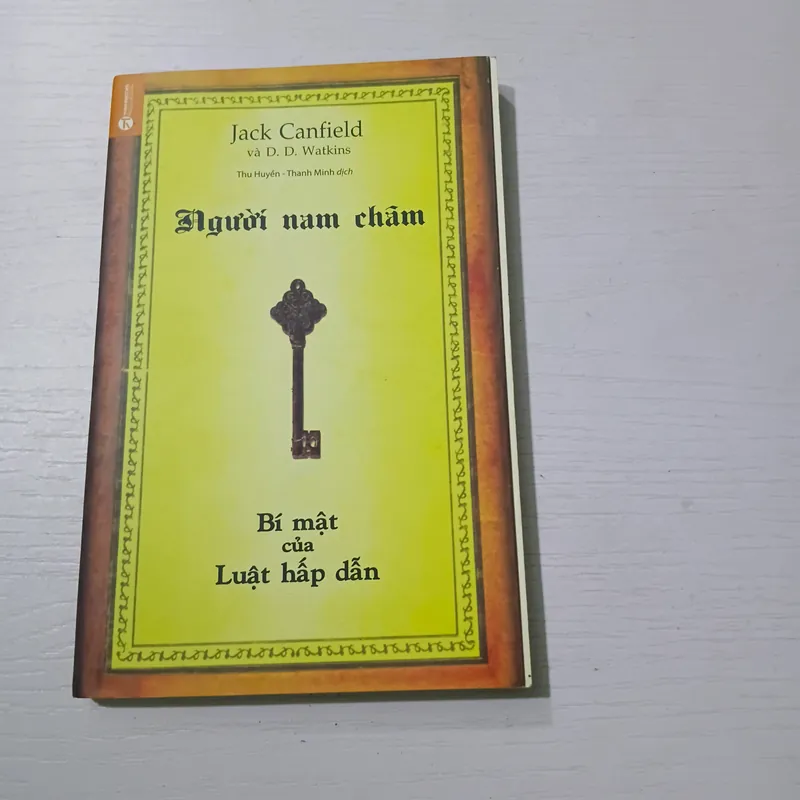 Jack Canfield
và D. D. Watkins
Thu Huyền - Thanh Minh dịch
Người nam châm
Bí mật
của
Luật hấp dẫn